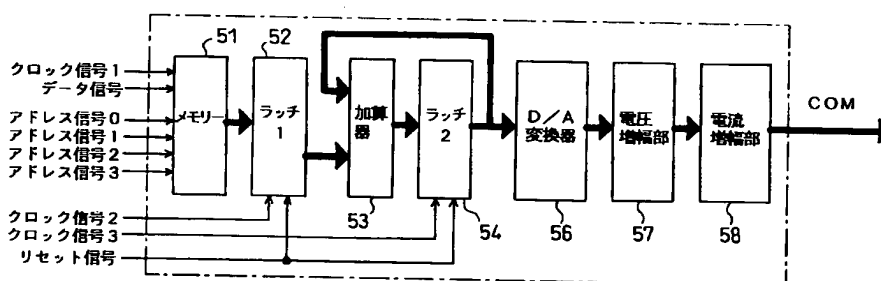 51
52
クロック信号1
データ信号
アドレス信号0
アドレス信号1
アドレス信号2
アドレス信号3
メモリー
ラッチ
1
加算
器
ラッチ
2
D/A
変換器
電圧
増幅部
電流
増幅部
COM
クロック信号2
クロック信号3
リセット信号
53
54
56
57
58